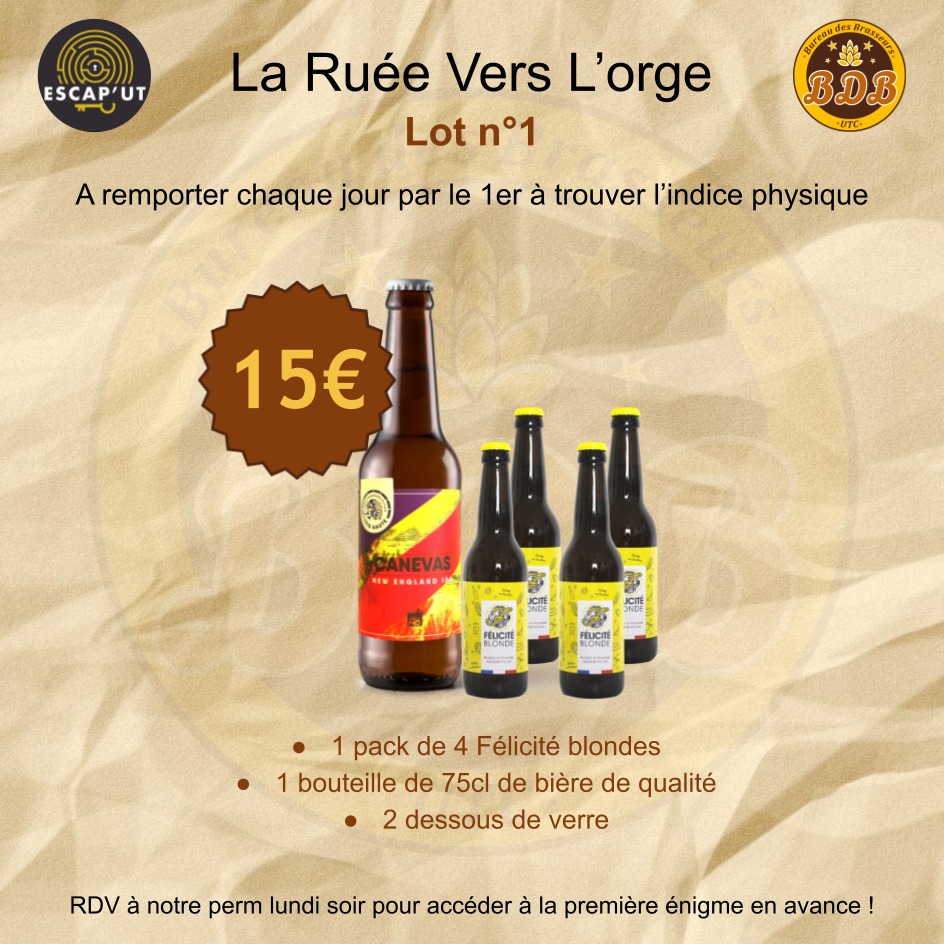 ESCAP'UT
Bureau des Brasseurs
BDB
-UTC-
La Ruée Vers L'orge
Lot n°1
A remporter chaque jour par le 1er à trouver l'indice physique
15€
CANEVAS
NEW ENGLAND
FÉLICITÉ
BLONDE
FÉLICITÉ
BLONDE
● 1 pack de 4 Félicité blondes
● 1 bouteille de 75cl de bière de qualité
● 2 dessous de verre
RDV à notre perm lundi soir pour accéder à la première énigme en avance !